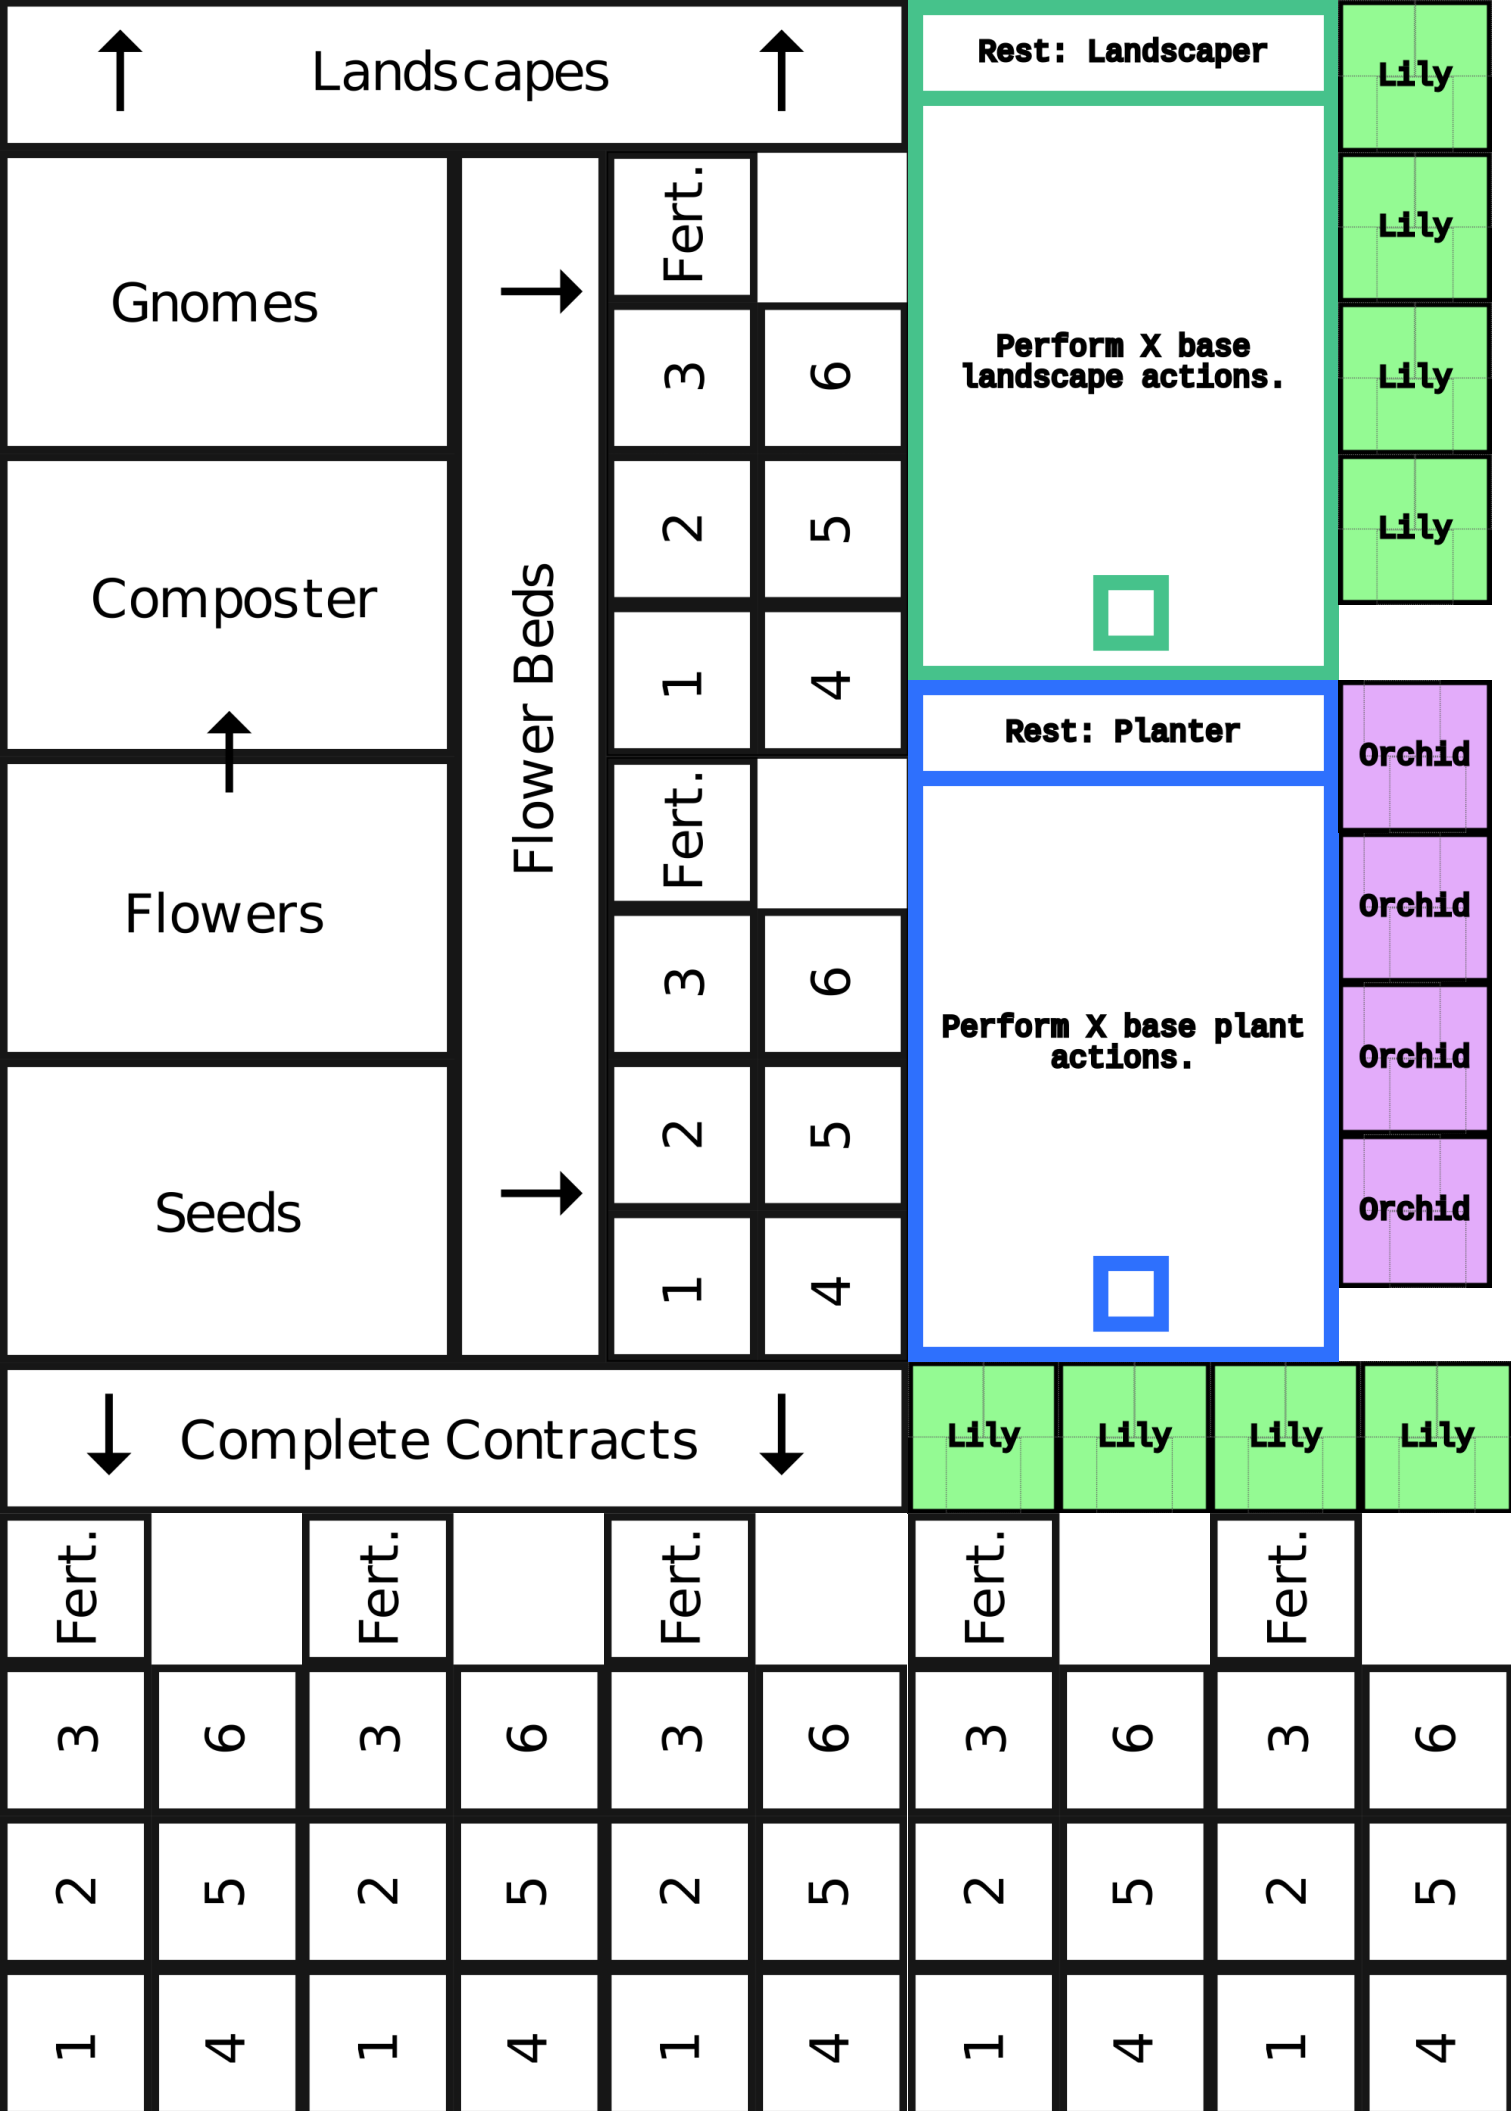 Landscapes
Gnomes
Composter
Flowers
Seeds
Flower Beds
Fert.
3 6
2 5
1 4
Fert.
3 6
2 5
1 4
Rest: Landscaper
Perform X base
landscape actions.
Rest: Planter
Perform X base plant
actions.
Lily
Lily
Lily
Lily
Orchid
Orchid
Orchid
Orchid
Complete Contracts
Lily Lily Lily Lily
Fert. Fert. Fert. Fert. Fert.
3 6 3 6 3 6 3 6 3 6
2 5 2 5 2 5 2 5 2 5
1 4 1 4 1 4 1 4 1 4